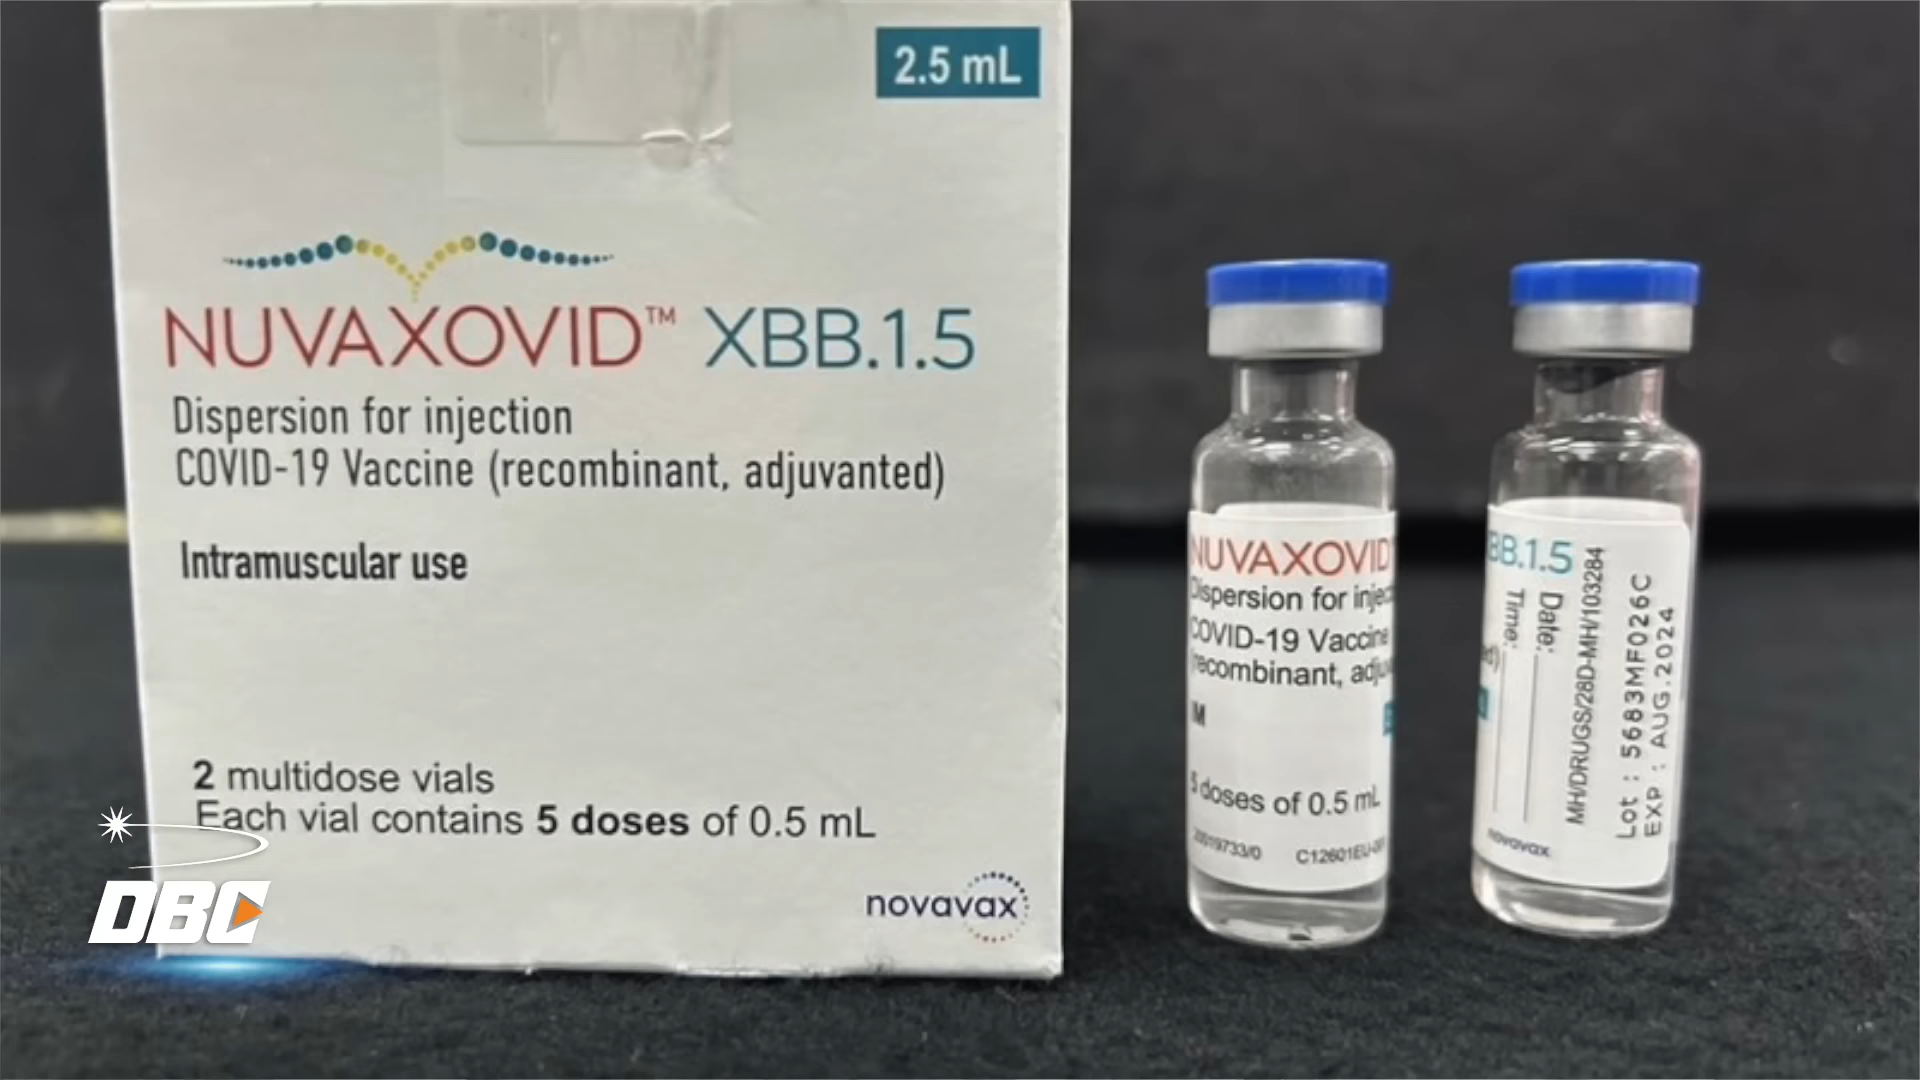 2.5 mL
NUVAXOVID™ XBB.1.5
Dispersion for injection
COVID-19 Vaccine (recombinant, adjuvanted)
Intramuscular use
2 multidose vials
Each vial contains 5 doses of 0.5 mL
novavax
DBC
NUVAXOVID
Dispersion for injec
COVID-19 Vaccine
recombinant, adju
IM
5 doses of 0.5 mL
BB.1.5
Time:
Date:
MH/DRUGS/28D-MH/103284
Lot : 5683MF026C
EXP : AUG.2024
novavax